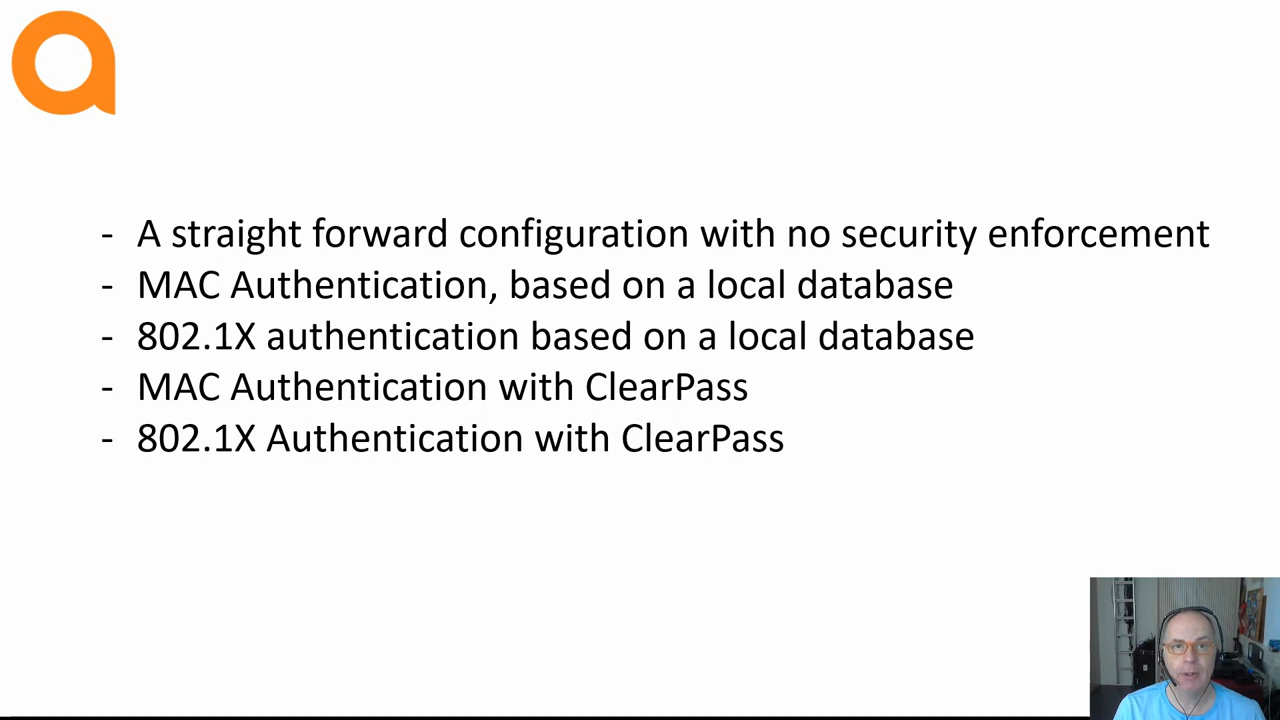 - A straight forward configuration with no security enforcement
- MAC Authentication, based on a local database
- 802.1X authentication based on a local database
- MAC Authentication with ClearPass
- 802.1X Authentication with ClearPass